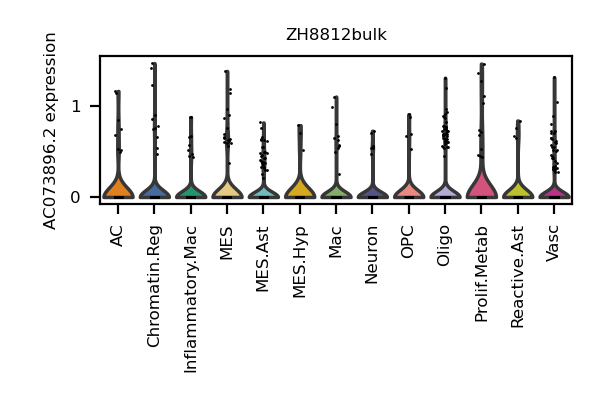 ZH8812bulk
AC073896.2 expression
1
0
AC
Chromatin.Reg
Inflammatory.Mac
MES
MES.Ast
MES.Hyp
Mac
Neuron
OPC
Oligo
Prolif.Metab
Reactive.Ast
Vasc